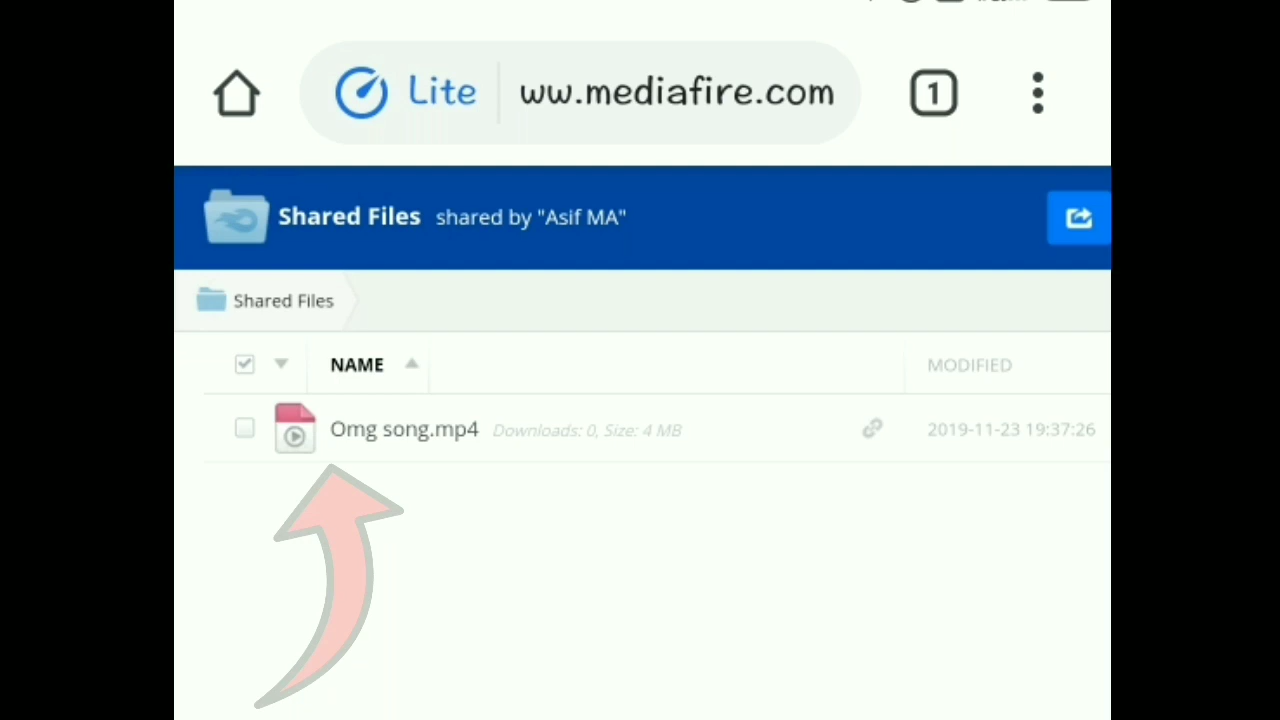 Lite ww.mediafire.com 1
Shared Files shared by "Asif MA"
Shared Files
NAME MODIFIED
Omg song.mp4 Downloads: 0, Size: 4 MB 2019-11-23 19:37:26